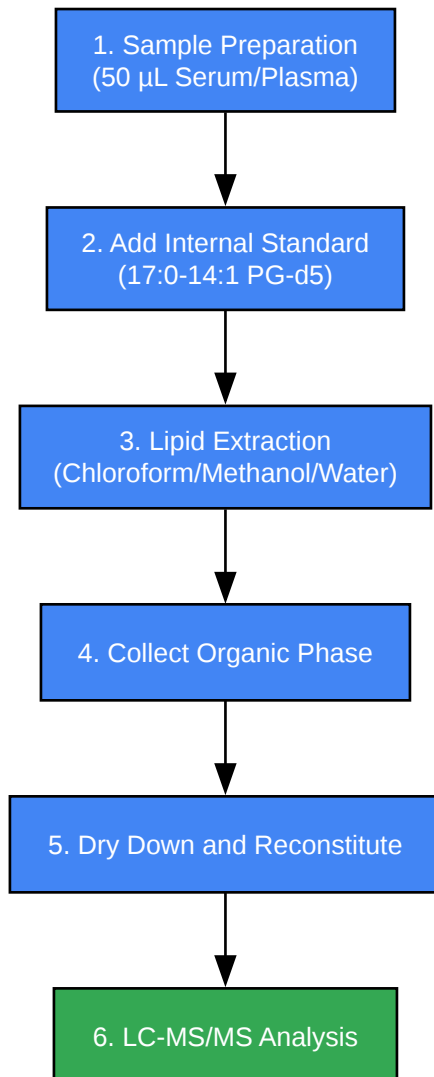 1. Sample Preparation
(50 µL Serum/Plasma)
2. Add Internal Standard
(17:0-14:1 PG-d5)
3. Lipid Extraction
(Chloroform/Methanol/Water)
4. Collect Organic Phase
5. Dry Down and Reconstitute
6. LC-MS/MS Analysis